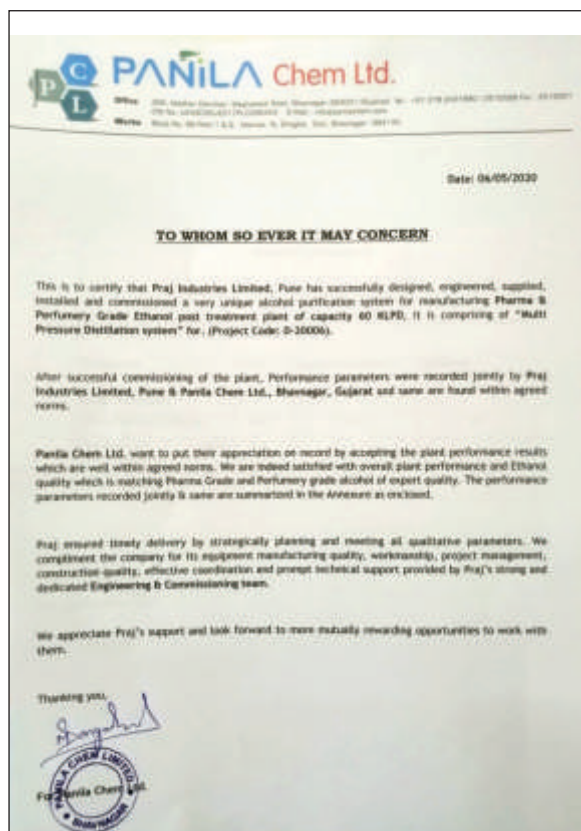 P C L
PANiLA Chem Ltd.
Office
Works
Date: 06/05/2020
TO WHOM SO EVER IT MAY CONCERN
This is to certify that Praj Industries Limited, Pune has successfully designed, engineered, supplied,
installed and commissioned a very unique alcohol purification system for manufacturing Pharma &
Perfumery Grade Ethanol post treatment plant of capacity 60 KLPD, it is comprising of "Multi
Pressure Distillation system" for. (Project Code: D-20006).
After successful commissioning of the plant, Performance parameters were recorded jointly by Praj
Industries Limited, Pune & Panila Chem Ltd., Bhavnagar, Gujarat and same are found within agreed
norms.
Panila Chem Ltd. want to put their appreciation on record by accepting the plant performance results
which are well within agreed norms. We are indeed satisfied with overall plant performance and Ethanol
quality which is matching Pharma Grade and Perfumery grade alcohol of export quality. The performance
parameters recorded jointly & same are summarized in the Annexure as enclosed.
Praj ensured timely delivery by strategically planning and meeting all qualitative parameters. We
compliment the company for its equipment manufacturing quality, workmanship, project management,
construction quality, effective coordination and prompt technical support provided by Praj's strong and
dedicated Engineering & Commissioning team.
We appreciate Praj's support and look forward to more mutually rewarding opportunities to work with
them.
Thanking you,
For Panila Chem Ltd.
PANILA CHEM LIMITED
BHAVNAGAR